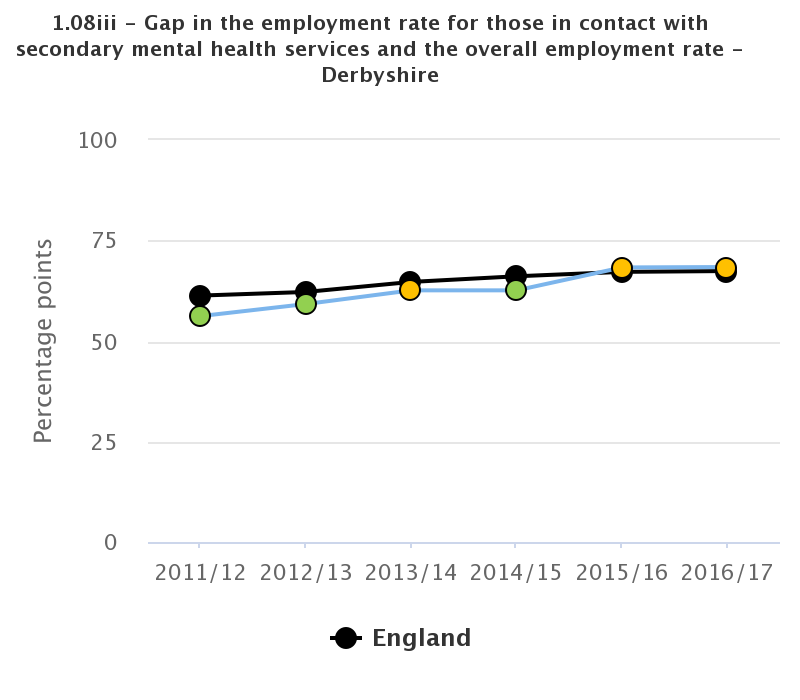 1.08iii – Gap in the employment rate for those in contact with
secondary mental health services and the overall employment rate –
Derbyshire
Percentage points
100
75
50
25
0
2011/12 2012/13 2013/14 2014/15 2015/16 2016/17
England